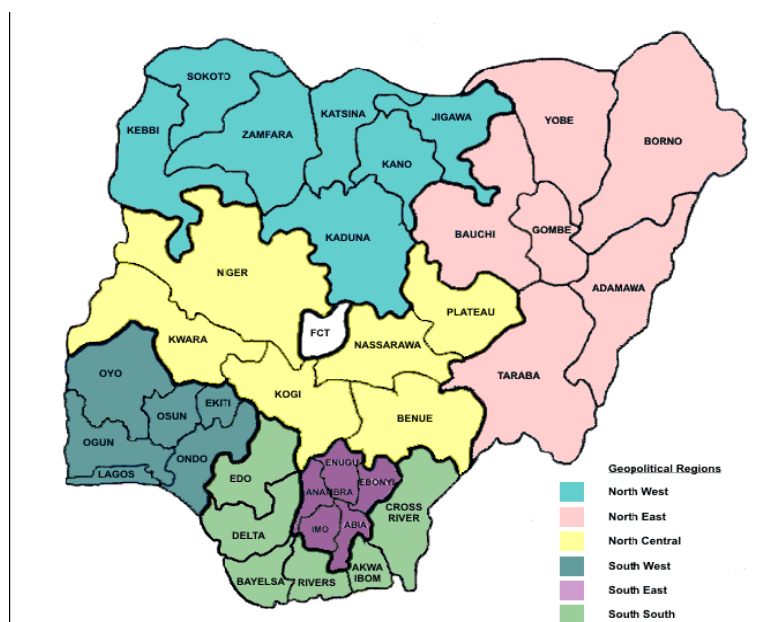 SOKOTO
KEBBI
ZAMFARA
KATSINA
JIGAWA
KANO
YOBE
BORNO
KADUNA
BAUCHI
GOMBE
ADAMAWA
NIGER
PLATEAU
FCT
NASSARAWA
KWARA
TARABA
OYO
KOGI
BENUE
EKITI
OSUN
OGUN
ONDO
LAGOS
EDO
ENUGU
EBONYI
ANAMBRA
CROSS
RIVER
IMO
ABIA
DELTA
BAYELSA
RIVERS
AKWA
IBOM
Geopolitical Regions
North West
North East
North Central
South West
South East
South South